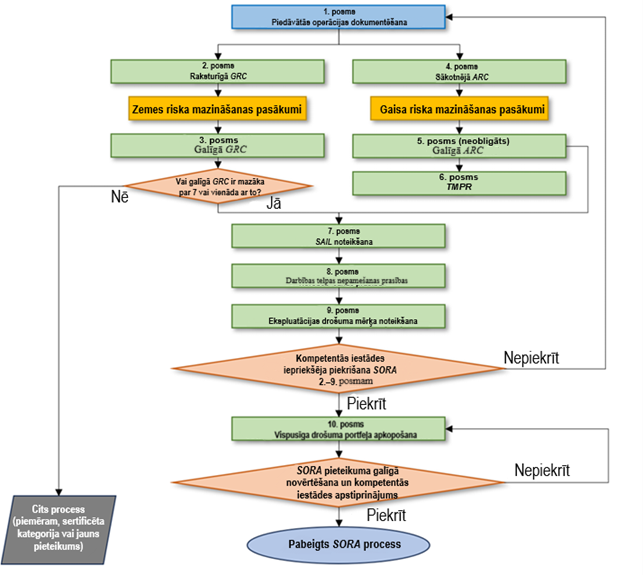 1. posms
Piedāvātās operācijas dokumentēšana
2. posms
Raksturīgā GRC
4. posms
Sākotnējā ARC
Zemes riska mazināšanas pasākumi
Gaisa riska mazināšanas pasākumi
3. posms
Galīgā GRC
5. posms (neobligāts)
Galīgā ARC
6. posms
TMPR
Vai galīgā GRC ir mazāka
par 7 vai vienāda ar to?
Nē
Jā
7. posms
SAIL noteikšana
8. posms
Darbības telpas nepamešanas prasības
9. posms
Ekspluatācijas drošuma mērķa noteikšana
Kompetentās iestādes
iepriekšēja piekrišana SORA
2.–9. posmam
Nepiekrīt
Piekrīt
10. posms
Vispusīga drošuma portfeļa apkopošana
SORA pieteikuma galīgā
novērtēšana un kompetentās
iestādes apstiprinājums
Nepiekrīt
Piekrīt
Cits process
(piemēram, sertificēta
kategorija vai jauns
pieteikums)
Pabeigts SORA process